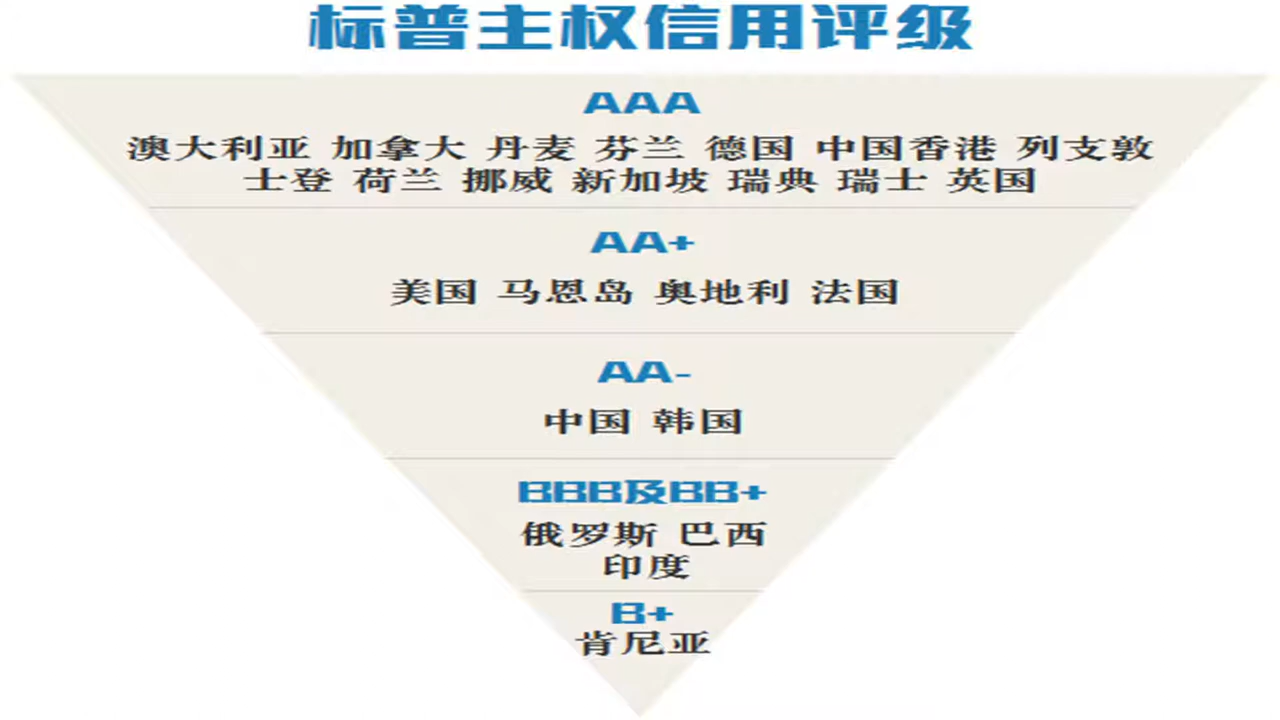 标普主权信用评级
AAA
澳大利亚 加拿大 丹麦 芬兰 德国 中国香港 列支敦
士登 荷兰 挪威 新加坡 瑞典 瑞士 英国
AA+
美国 马恩岛 奥地利 法国
AA-
中国 韩国
BBB及BB+
俄罗斯 巴西
印度
B+
肯尼亚